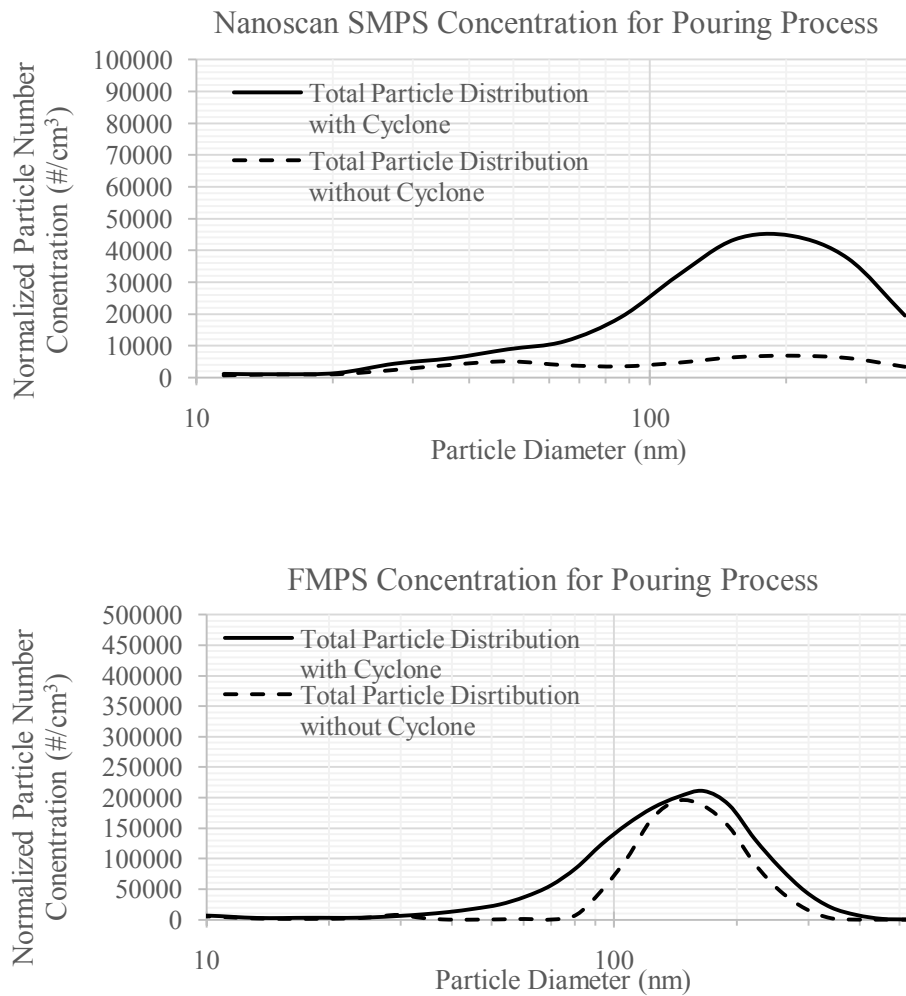 Nanoscan SMPS Concentration for Pouring Process
Normalized Particle Number
Conentration (#/cm³)
100000
90000
80000
70000
60000
50000
40000
30000
20000
10000
0
Total Particle Distribution
with Cyclone
Total Particle Distribution
without Cyclone
10
100
Particle Diameter (nm)
FMPS Concentration for Pouring Process
Normalized Particle Number
Conentration (#/cm³)
500000
450000
400000
350000
300000
250000
200000
150000
100000
50000
0
Total Particle Distribution
with Cyclone
Total Particle Disrtibution
without Cyclone
10
100
Particle Diameter (nm)